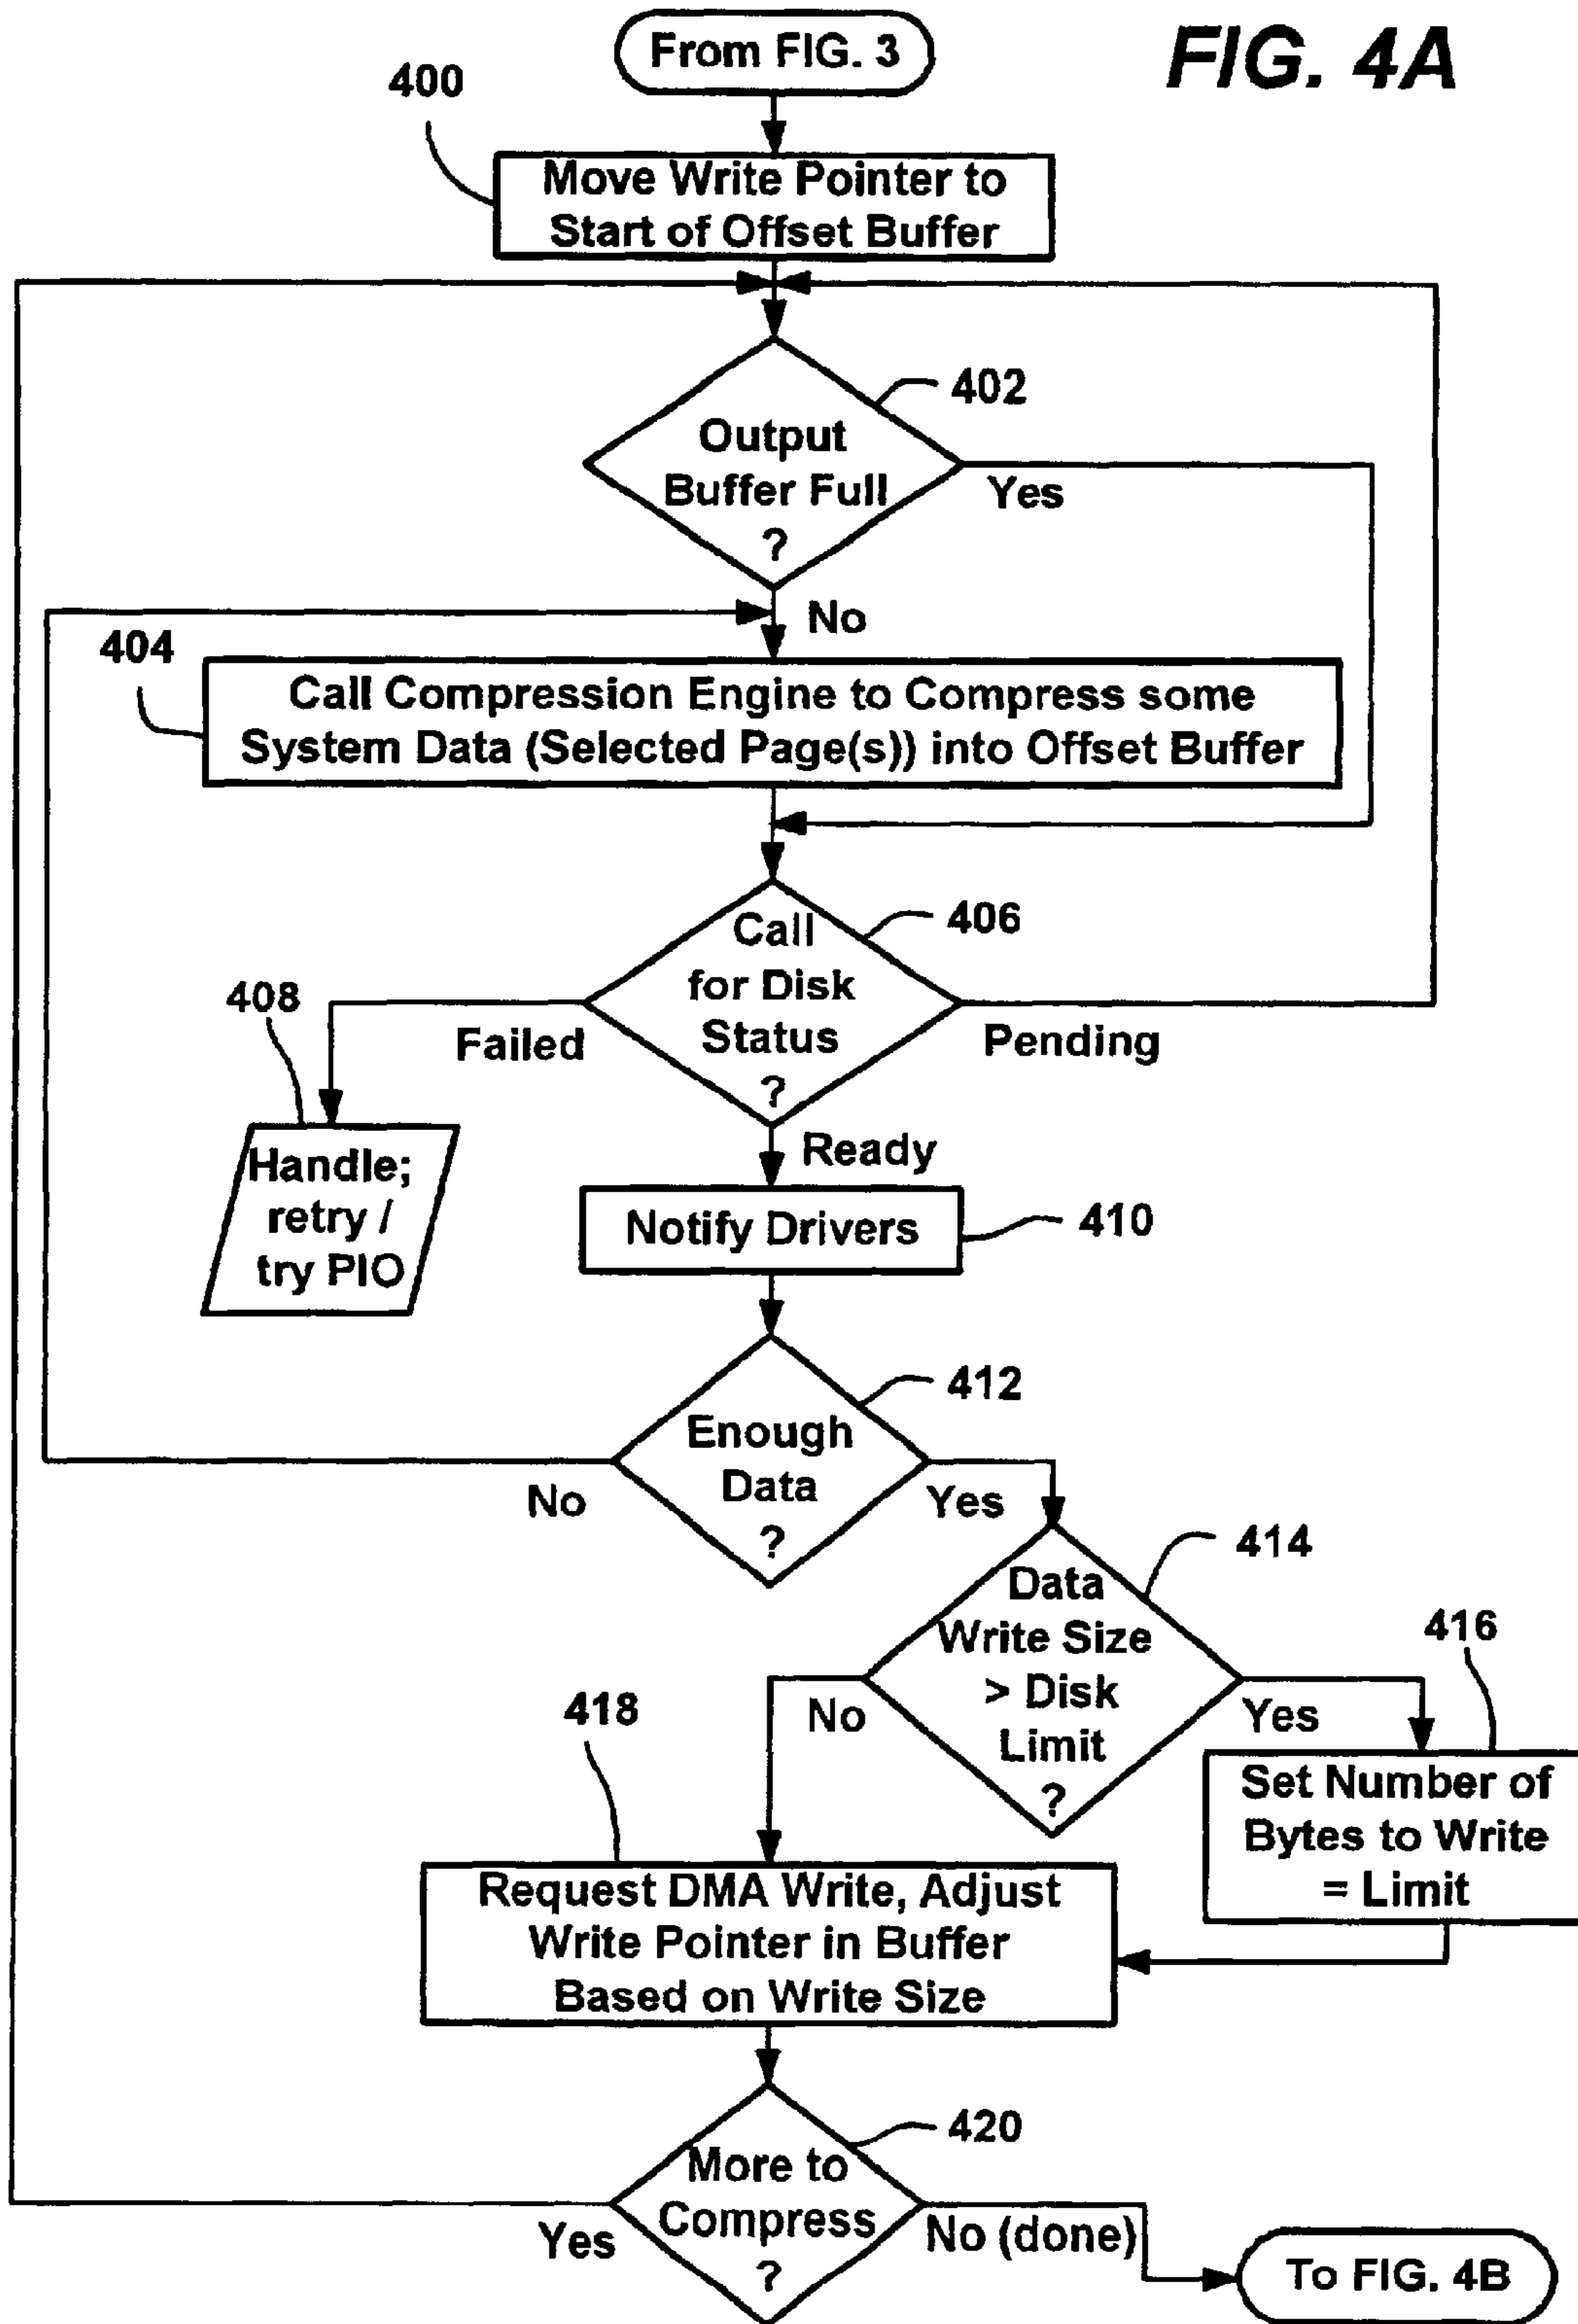 From FIG. 3
FIG. 4A
400
Move Write Pointer to
Start of Offset Buffer
402
Output
Buffer Full
?
Yes
No
404
Call Compression Engine to Compress some
System Data (Selected Page(s)) into Offset Buffer
406
Call
for Disk
Status
?
408
Failed
Pending
Handle;
retry /
try PIO
Ready
Notify Drivers
410
412
Enough
Data
?
No
Yes
414
Data
Write Size
> Disk
Limit
?
416
418
No
Yes
Set Number of
Bytes to Write
= Limit
Request DMA Write, Adjust
Write Pointer in Buffer
Based on Write Size
420
More to
Compress
?
Yes
No (done)
To FIG. 4B